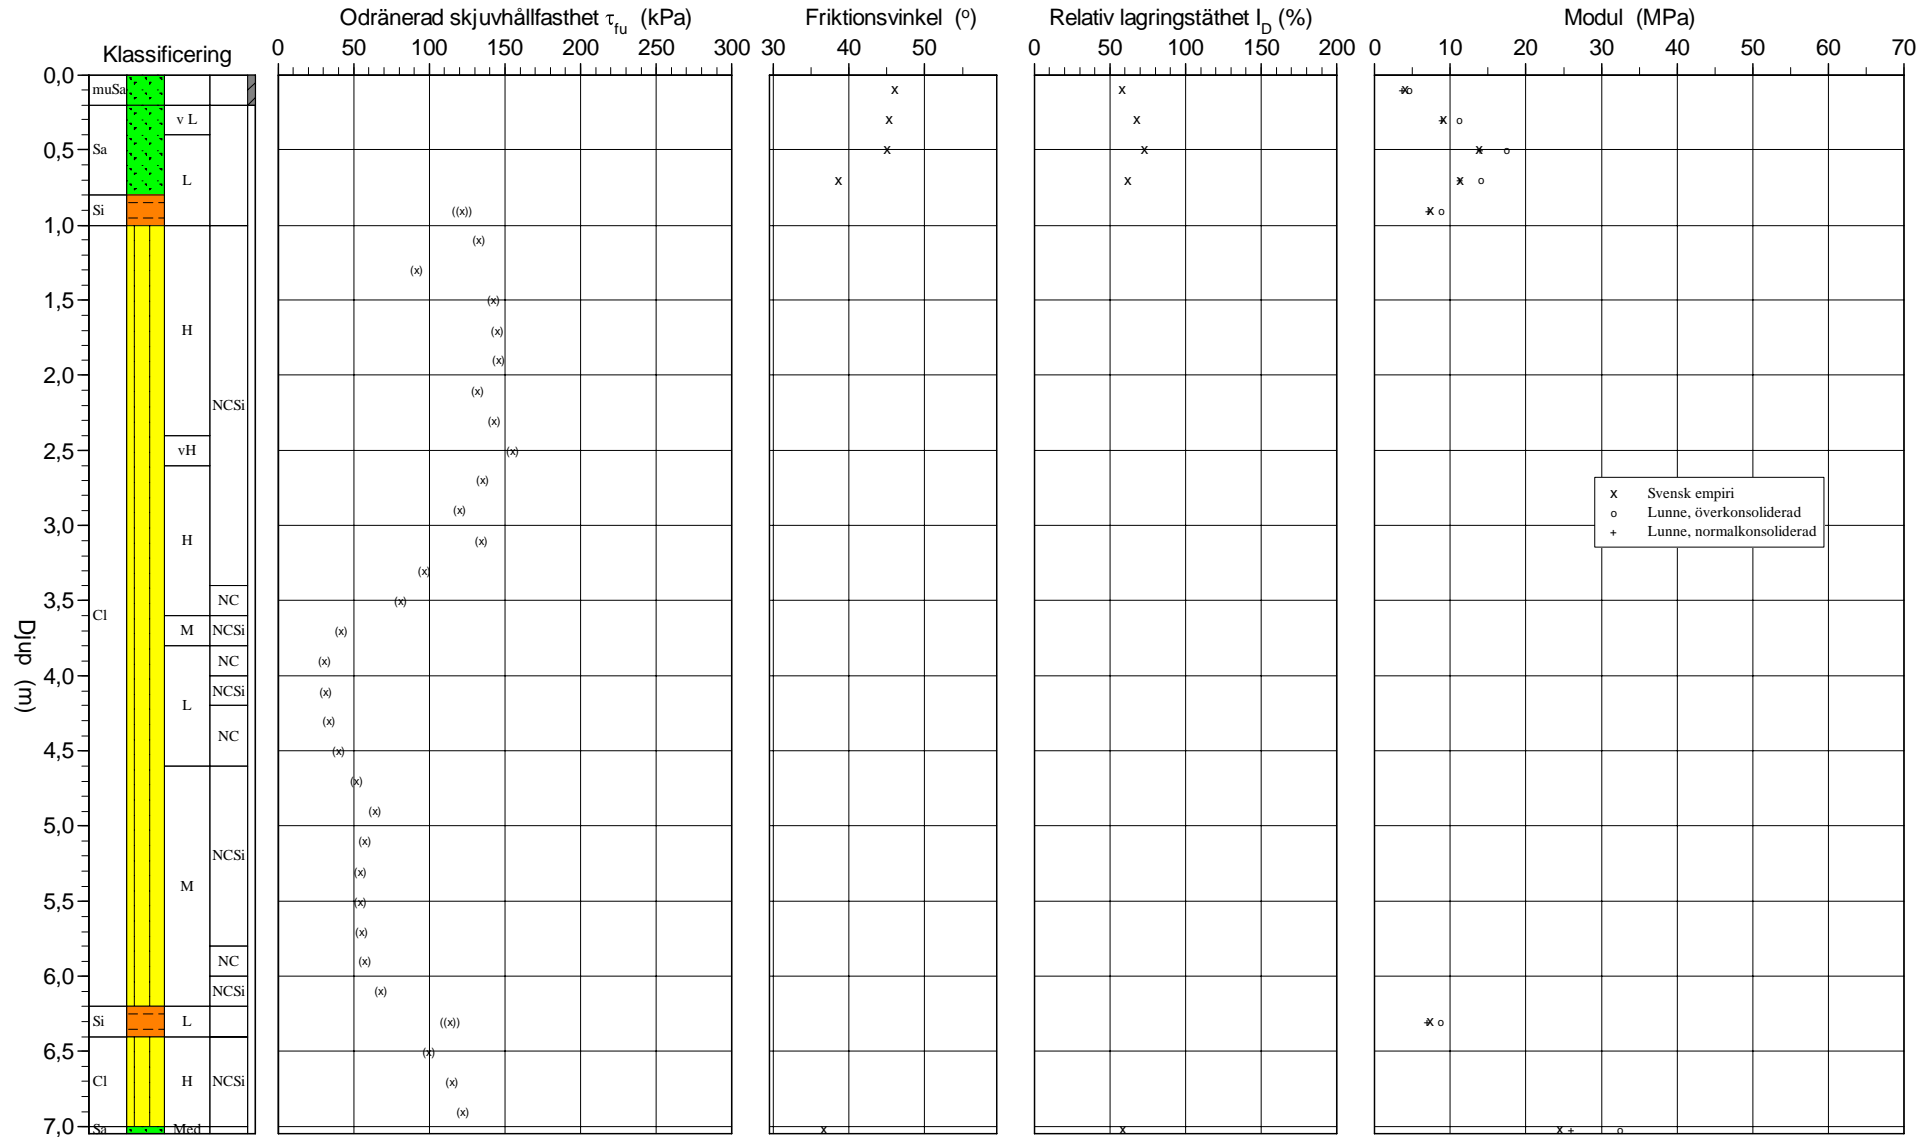 Odränerad skjuvhållfasthet τfu (kPa) Friktionsvinkel (°) Relativ lagringstäthet ID (%) Modul (MPa)
Klassificering
0 50 100 150 200 250 300 30 40 50 0 50 100 150 200 0 10 20 30 40 50 60 70
0,0
muSa
v L
0,5 Sa
L
Si
1,0
1,5
H
2,0
NCSi
vH
2,5
3,0
H
3,5
NC
Cl
M NCSi
NC
4,0
NCSi
L
NC
4,5
5,0
NCSi
M
5,5
NC
6,0
NCSi
Si L
6,5
Cl H NCSi
7,0
Sa Med
Djup (m)
x Svensk empiri
o Lunne, överkonsoliderad
+ Lunne, normalkonsoliderad